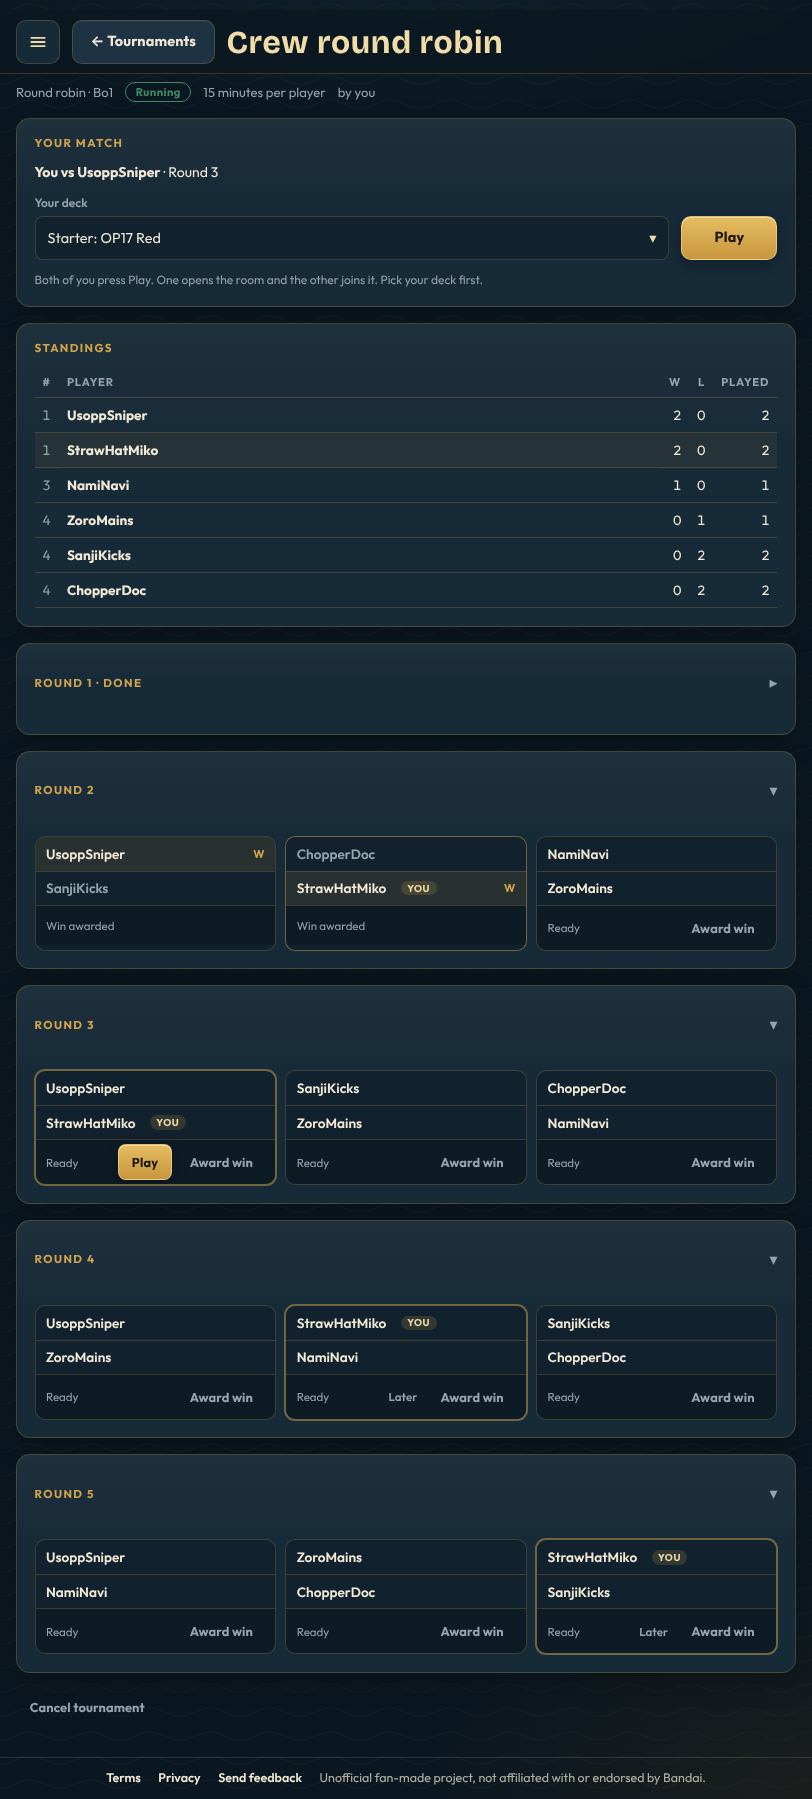 ← Tournaments
Crew round robin
Round robin · Bo1 Running 15 minutes per player by you
YOUR MATCH
You vs UsoppSniper · Round 3
Your deck
Starter: OP17 Red ▾ Play
Both of you press Play. One opens the room and the other joins it. Pick your deck first.
STANDINGS
# PLAYER W L PLAYED
1 UsoppSniper 2 0 2
1 StrawHatMiko 2 0 2
3 NamiNavi 1 0 1
4 ZoroMains 0 1 1
4 SanjiKicks 0 2 2
4 ChopperDoc 0 2 2
ROUND 1 · DONE ▸
ROUND 2 ▾
UsoppSniper W
SanjiKicks
Win awarded
ChopperDoc
StrawHatMiko YOU W
Win awarded
NamiNavi
ZoroMains
Ready Award win
ROUND 3 ▾
UsoppSniper
StrawHatMiko YOU
Ready Play Award win
SanjiKicks
ZoroMains
Ready Award win
ChopperDoc
NamiNavi
Ready Award win
ROUND 4 ▾
UsoppSniper
ZoroMains
Ready Award win
StrawHatMiko YOU
NamiNavi
Ready Later Award win
SanjiKicks
ChopperDoc
Ready Award win
ROUND 5 ▾
UsoppSniper
NamiNavi
Ready Award win
ZoroMains
ChopperDoc
Ready Award win
StrawHatMiko YOU
SanjiKicks
Ready Later Award win
Cancel tournament
Terms Privacy Send feedback Unofficial fan-made project, not affiliated with or endorsed by Bandai.